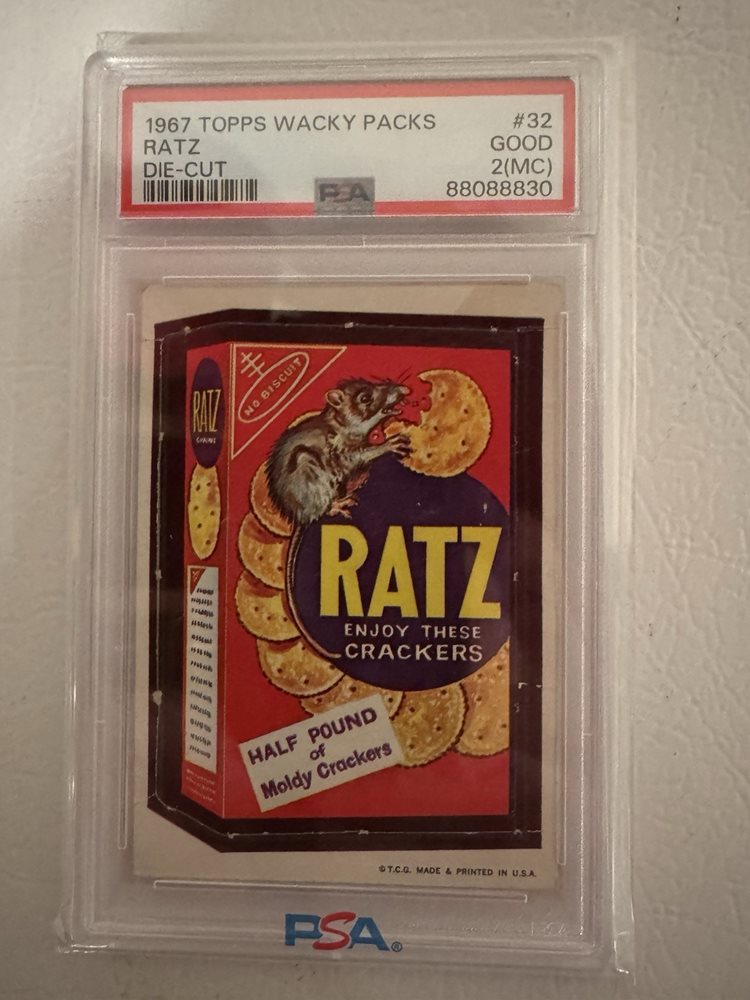 1967 TOPPS WACKY PACKS #32
RATZ GOOD
DIE-CUT 2(MC)
PSA 88088830
NO BISCUIT
RATZ
RATZ
ENJOY THESE
CRACKERS
HALF POUND
of
Moldy Crackers
©T.C.G. MADE & PRINTED IN U.S.A.
PSA®